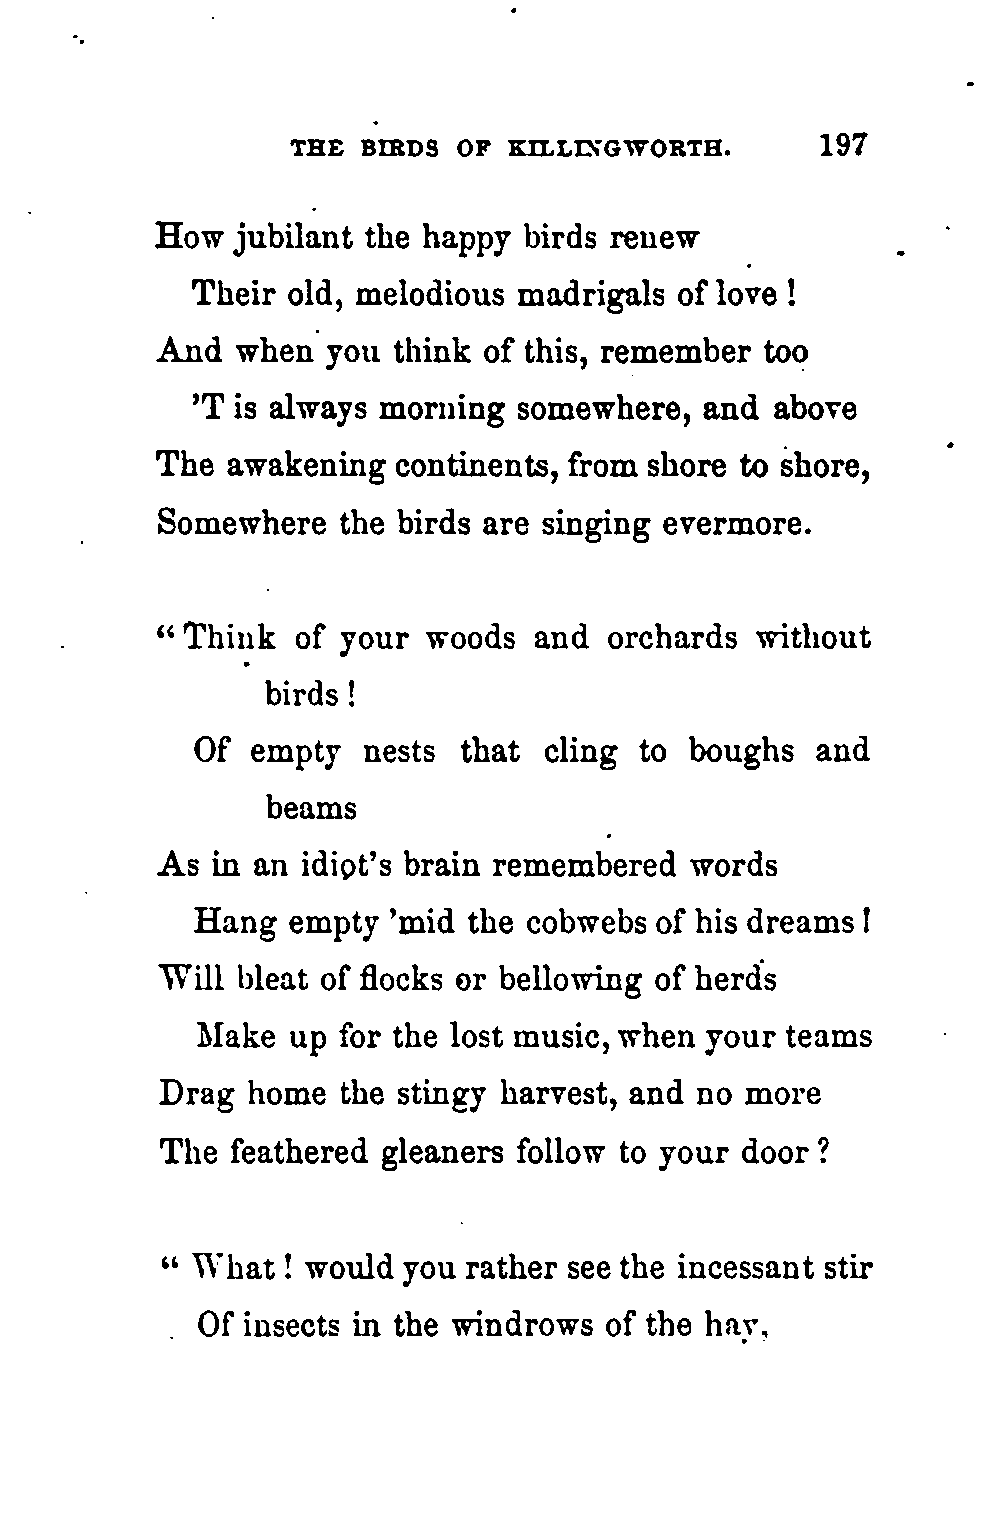 THE BIRDS OF KILLINGWORTH. 197
How jubilant the happy birds renew
Their old, melodious madrigals of love!
And when you think of this, remember too
'T is always morning somewhere, and above
The awakening continents, from shore to shore,
Somewhere the birds are singing evermore.
"Think of your woods and orchards without
birds!
Of empty nests that cling to boughs and
beams
As in an idiot's brain remembered words
Hang empty 'mid the cobwebs of his dreams!
Will bleat of flocks or bellowing of herds
Make up for the lost music, when your teams
Drag home the stingy harvest, and no more
The feathered gleaners follow to your door?
"What! would you rather see the incessant stir
Of insects in the windrows of the hay,